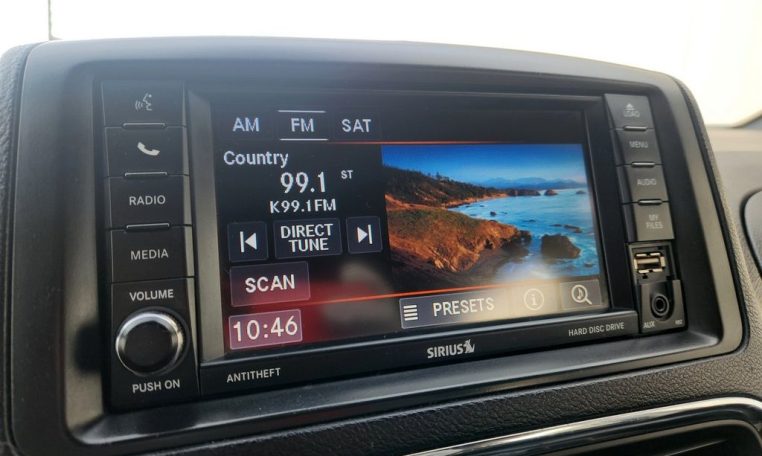 RADIO
MEDIA
VOLUME
PUSH ON
AM FM SAT
Country
99.1 ST
K99.1FM
DIRECT
TUNE
SCAN
10:46
PRESETS
LOAD
MENU
AUDIO
MY
FILES
AUX
ANTITHEFT
SIRIUS
HARD DISC DRIVE